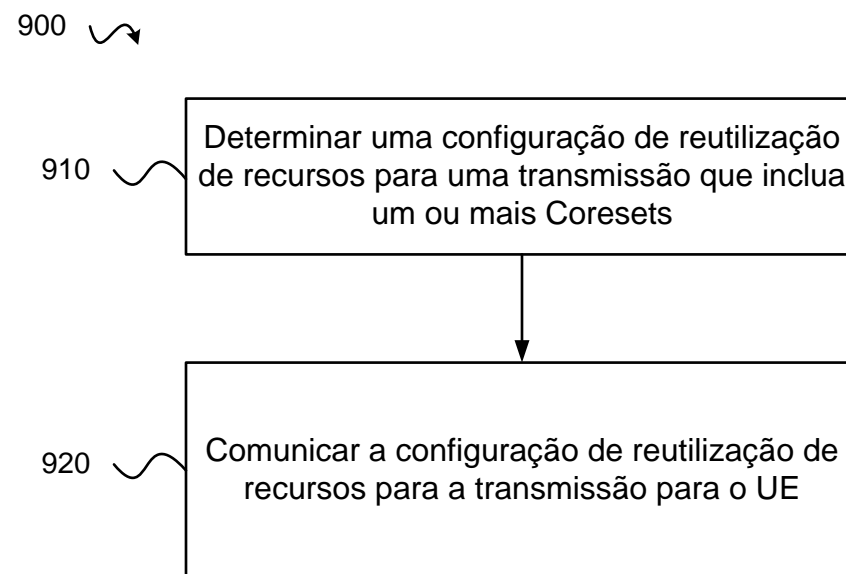 900
910
Determinar uma configuração de reutilização
de recursos para uma transmissão que inclua
um ou mais Coresets
920
Comunicar a configuração de reutilização de
recursos para a transmissão para o UE